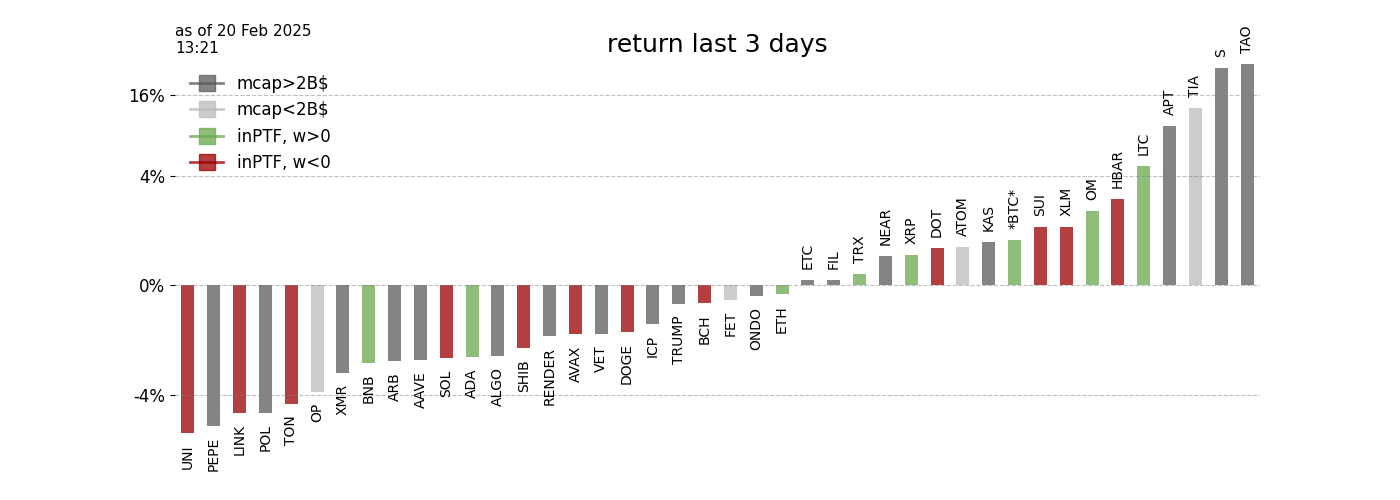 as of 20 Feb 2025
13:21
return last 3 days
mcap>2B$
mcap<2B$
inPTF, w>0
inPTF, w<0
16%
4%
0%
-4%
UNI
PEPE
LINK
POL
TON
OP
XMR
BNB
ARB
AAVE
SOL
ADA
ALGO
SHIB
RENDER
AVAX
VET
DOGE
ICP
TRUMP
BCH
FET
ONDO
ETH
ETC
FIL
TRX
NEAR
XRP
DOT
ATOM
KAS
*BTC*
SUI
XLM
OM
HBAR
LTC
APT
TIA
S
TAO